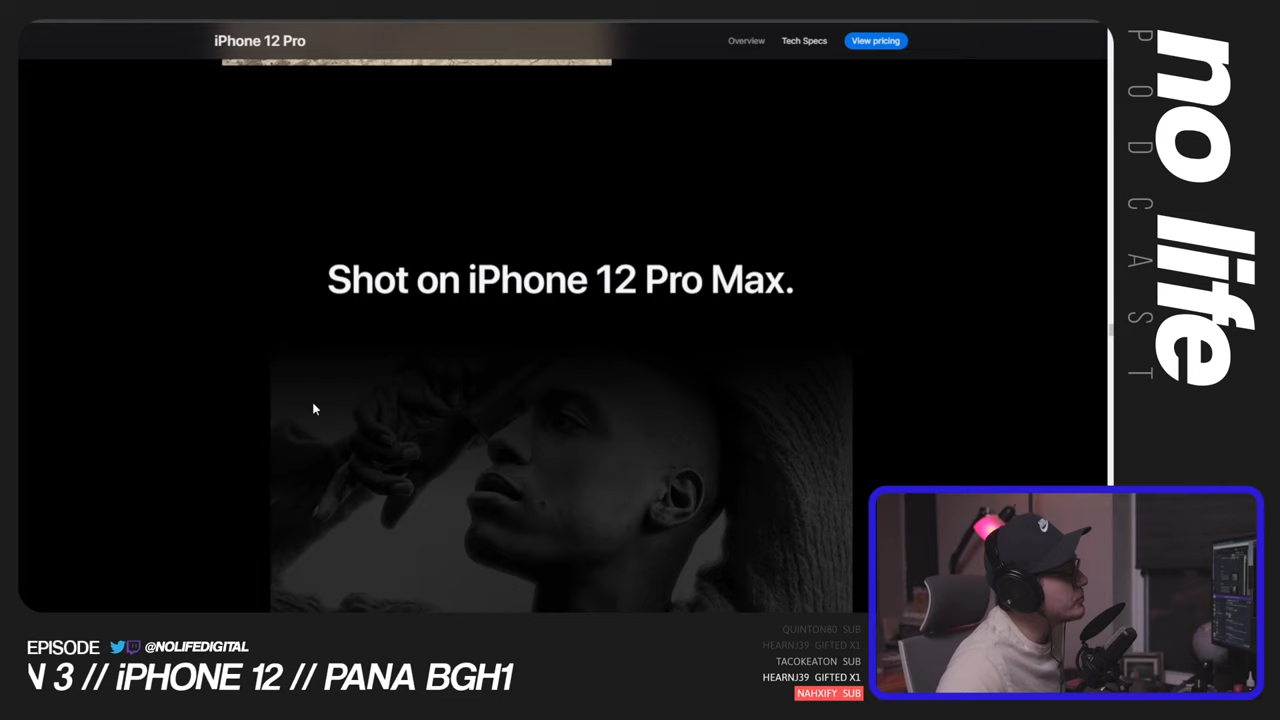 iPhone 12 Pro
Overview
Tech Specs
View pricing
Shot on iPhone 12 Pro Max.
no life
PODCAST
EPISODE
@NOLIFEDIGITAL
N 3 // iPHONE 12 // PANA BGH1
QUINTON80 SUB
HEARNJ39 GIFTED X1
TACOKEATON SUB
HEARNJ39 GIFTED X1
NAHXIFY SUB